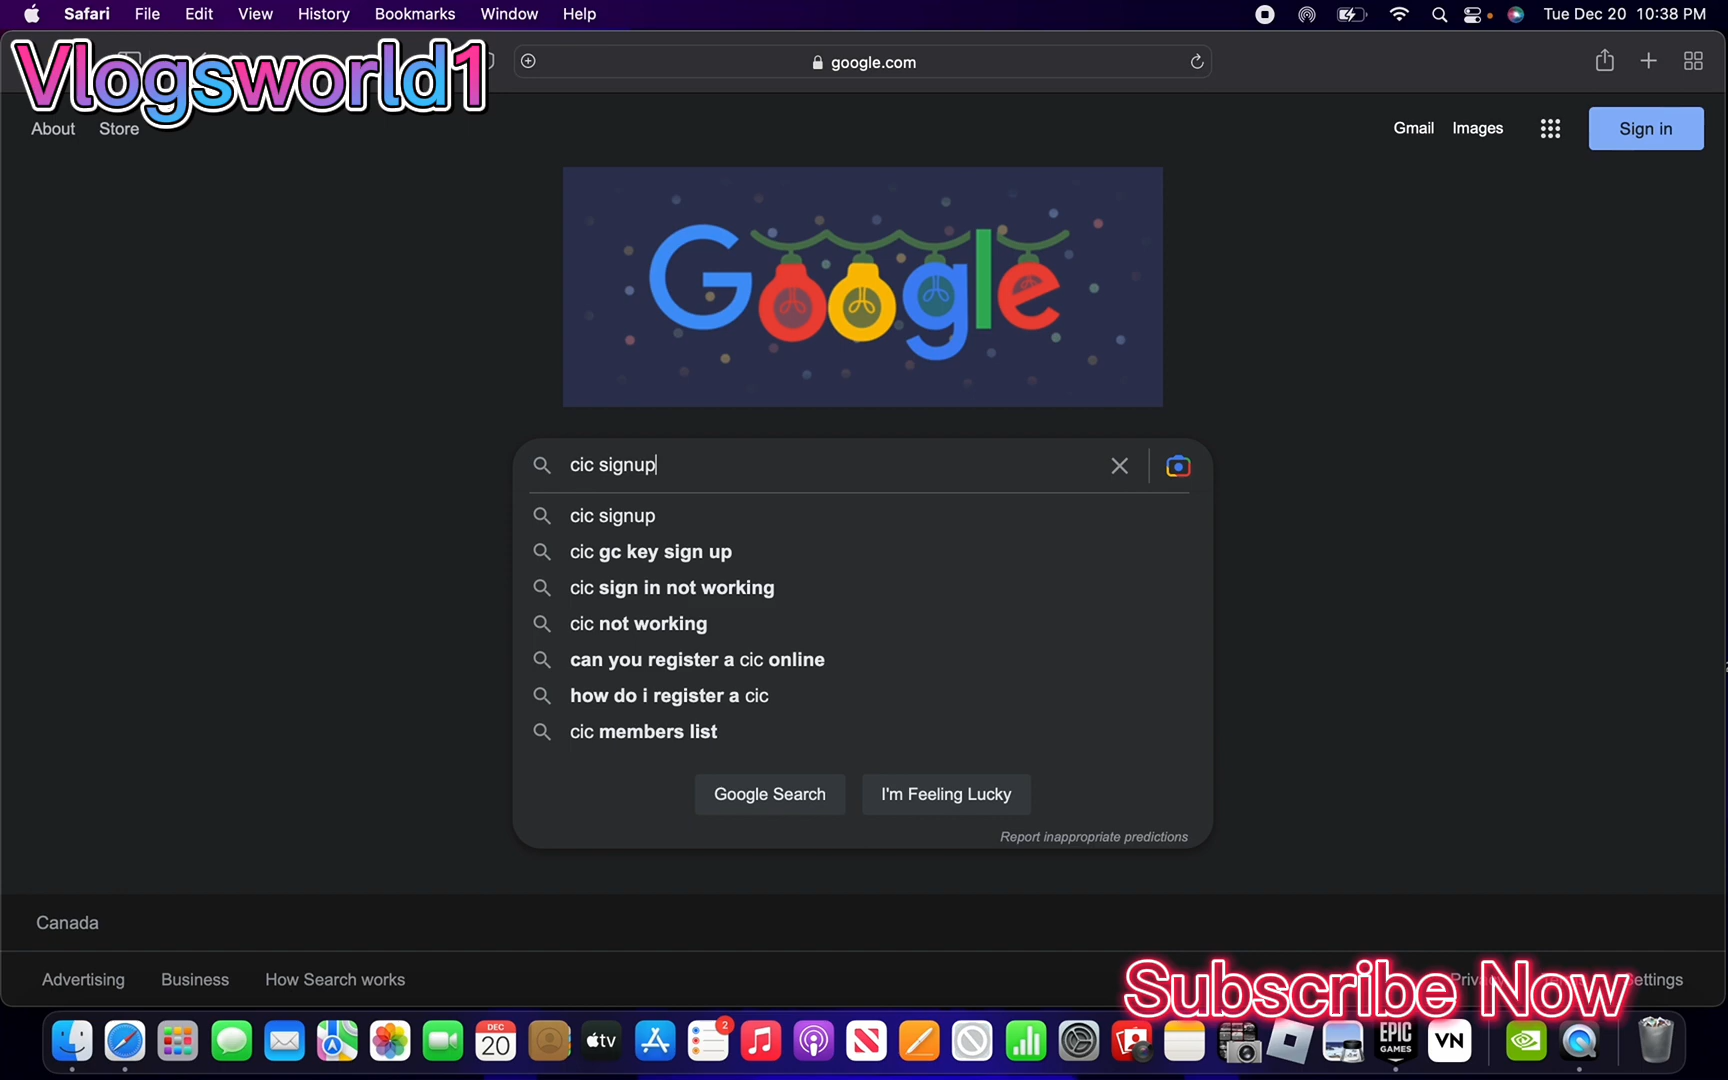 Safari File Edit View History Bookmarks Window Help Tue Dec 20 10:38 PM
Vlogsworld1
google.com
About Store Gmail Images Sign in
Google
cic signup
cic signup
cic gc key sign up
cic sign in not working
cic not working
can you register a cic online
how do i register a cic
cic members list
Google Search I'm Feeling Lucky
Report inappropriate predictions
Canada
Advertising Business How Search works
Subscribe Now
2
DEC
20
tv
EPIC
GAMES
VN